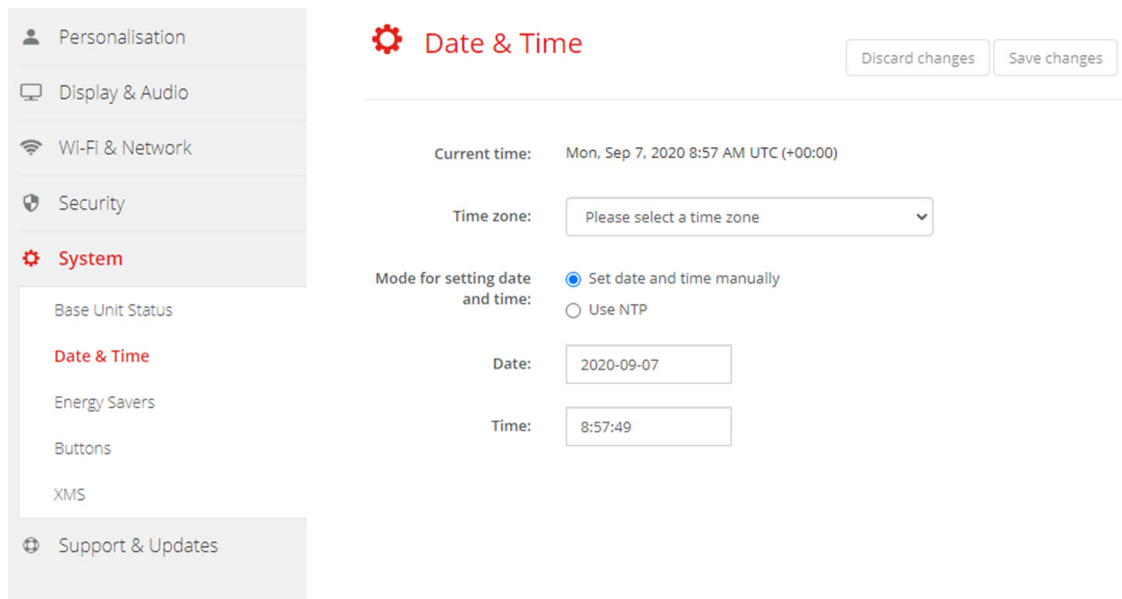 Personalisation
Display & Audio
Wi-Fi & Network
Security
System
Base Unit Status
Date & Time
Energy Savers
Buttons
XMS
Support & Updates
Date & Time
Discard changes
Save changes
Current time:
Mon, Sep 7, 2020 8:57 AM UTC (+00:00)
Time zone:
Please select a time zone
Mode for setting date
and time:
Set date and time manually
Use NTP
Date:
2020-09-07
Time:
8:57:49